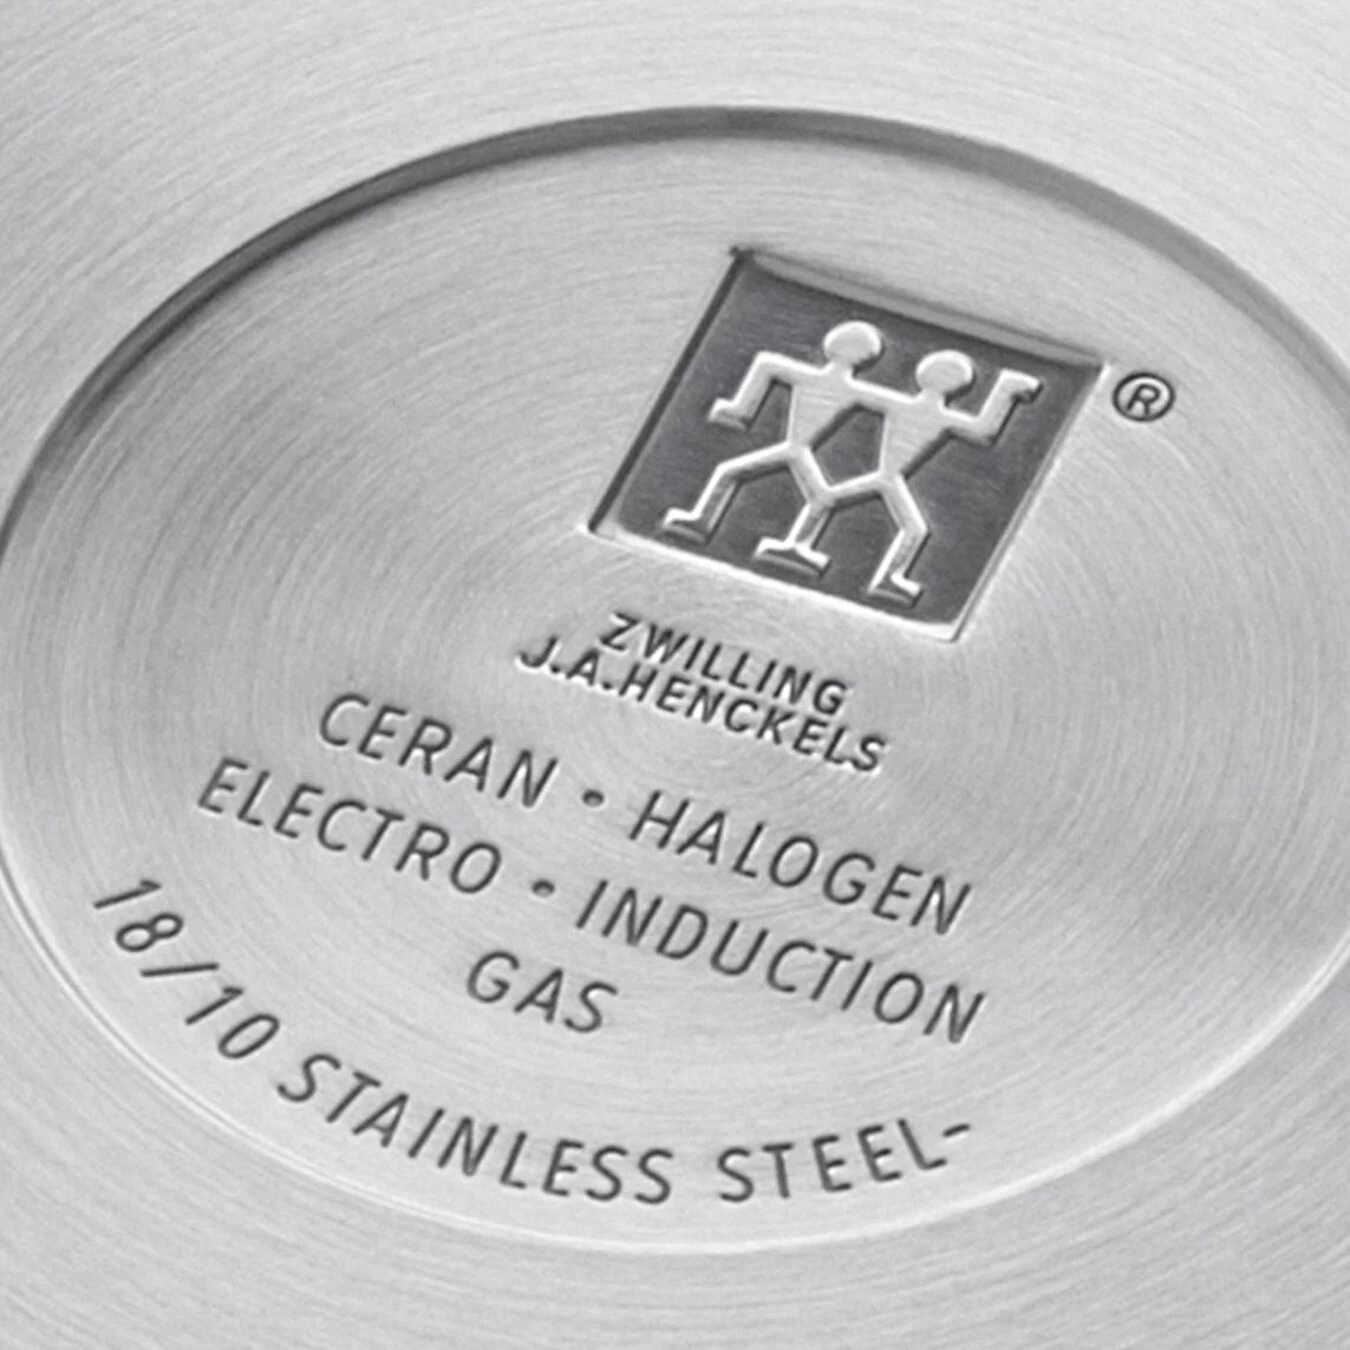 ®
ZWILLING
J.A.HENCKELS
CERAN • HALOGEN
ELECTRO • INDUCTION
GAS
18/10 STAINLESS STEEL-